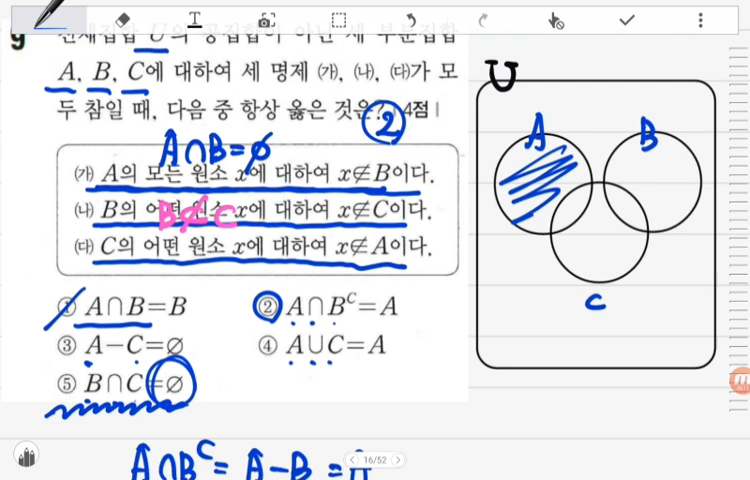 T
9 전체집합 U의 공집합이 아닌 세 부분집합
A, B, C에 대하여 세 명제 (가), (나), (다)가 모
두 참일 때, 다음 중 항상 옳은 것은? | 4점 |
②
A∩B=∅
(가) A의 모든 원소 x에 대하여 x∉B이다.
(나) B의 어떤 원소 x에 대하여 x∉C이다.
B⊄C
(다) C의 어떤 원소 x에 대하여 x∉A이다.
① A∩B=B ② A∩Bᶜ=A
③ A−C=∅ ④ A∪C=A
⑤ B∩C=∅
U
A B
C
16/52
A∩Bᶜ = A−B = A